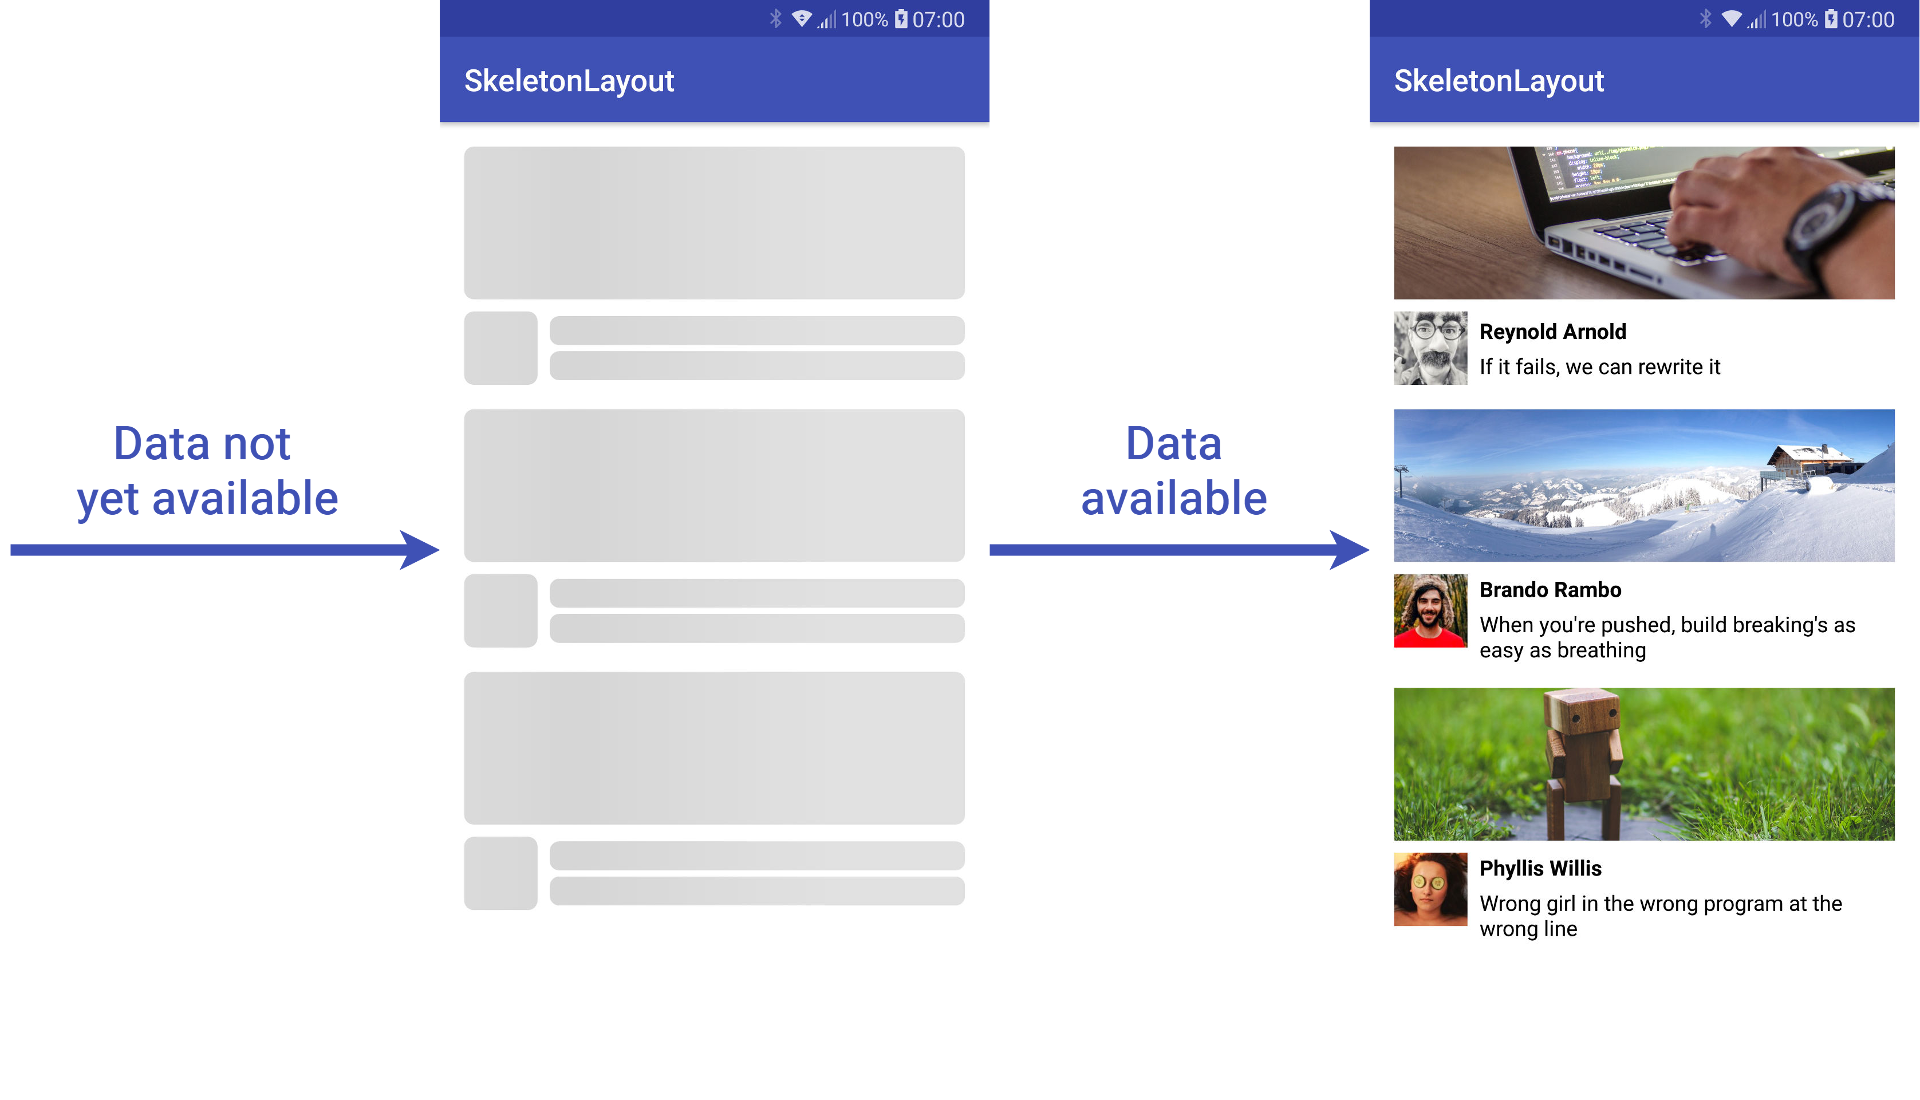 100% 07:00
SkeletonLayout
Data not
yet available
Data
available
100% 07:00
SkeletonLayout
Reynold Arnold
If it fails, we can rewrite it
Brando Rambo
When you're pushed, build breaking's as
easy as breathing
Phyllis Willis
Wrong girl in the wrong program at the
wrong line